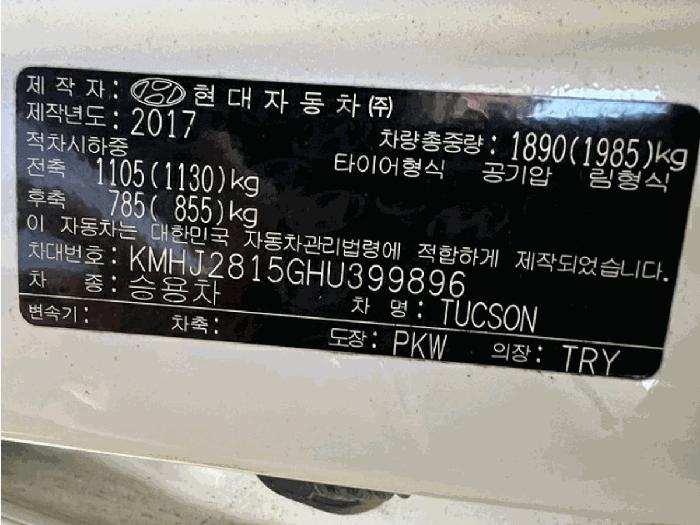 제 작 자 : 현 대 자 동 차 ㈜
제작년도 : 2017
적차시하중 차량총중량 : 1890(1985)kg
전축 1105(1130)kg 타이어형식 공기압 림형식
후축 785( 855)kg
이 자동차는 대한민국 자동차관리법령에 적합하게 제작되었습니다.
차대번호 : KMHJ2815GHU399896
차 종 : 승용차 차 명 : TUCSON
변속기 : 차축 : 도장 : PKW 의장 : TRY